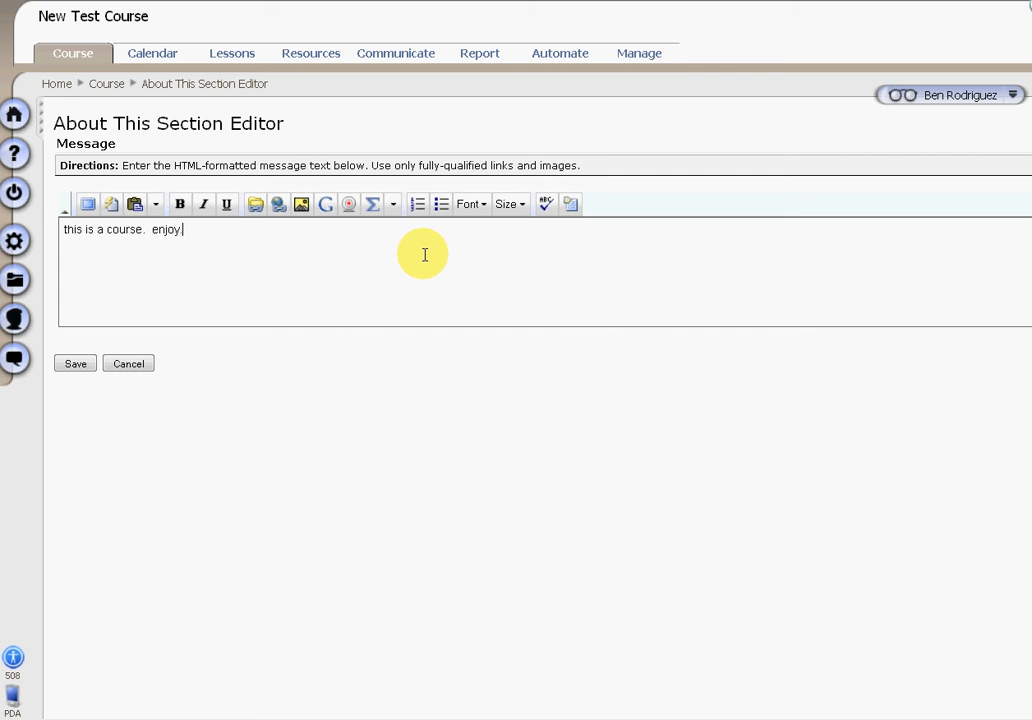 New Test Course
Course Calendar Lessons Resources Communicate Report Automate Manage
Home Course About This Section Editor
Ben Rodriguez
About This Section Editor
Message
Directions: Enter the HTML-formatted message text below. Use only fully-qualified links and images.
B I U G Σ Font Size ABC
this is a course.  enjoy.
Save Cancel
508
PDA